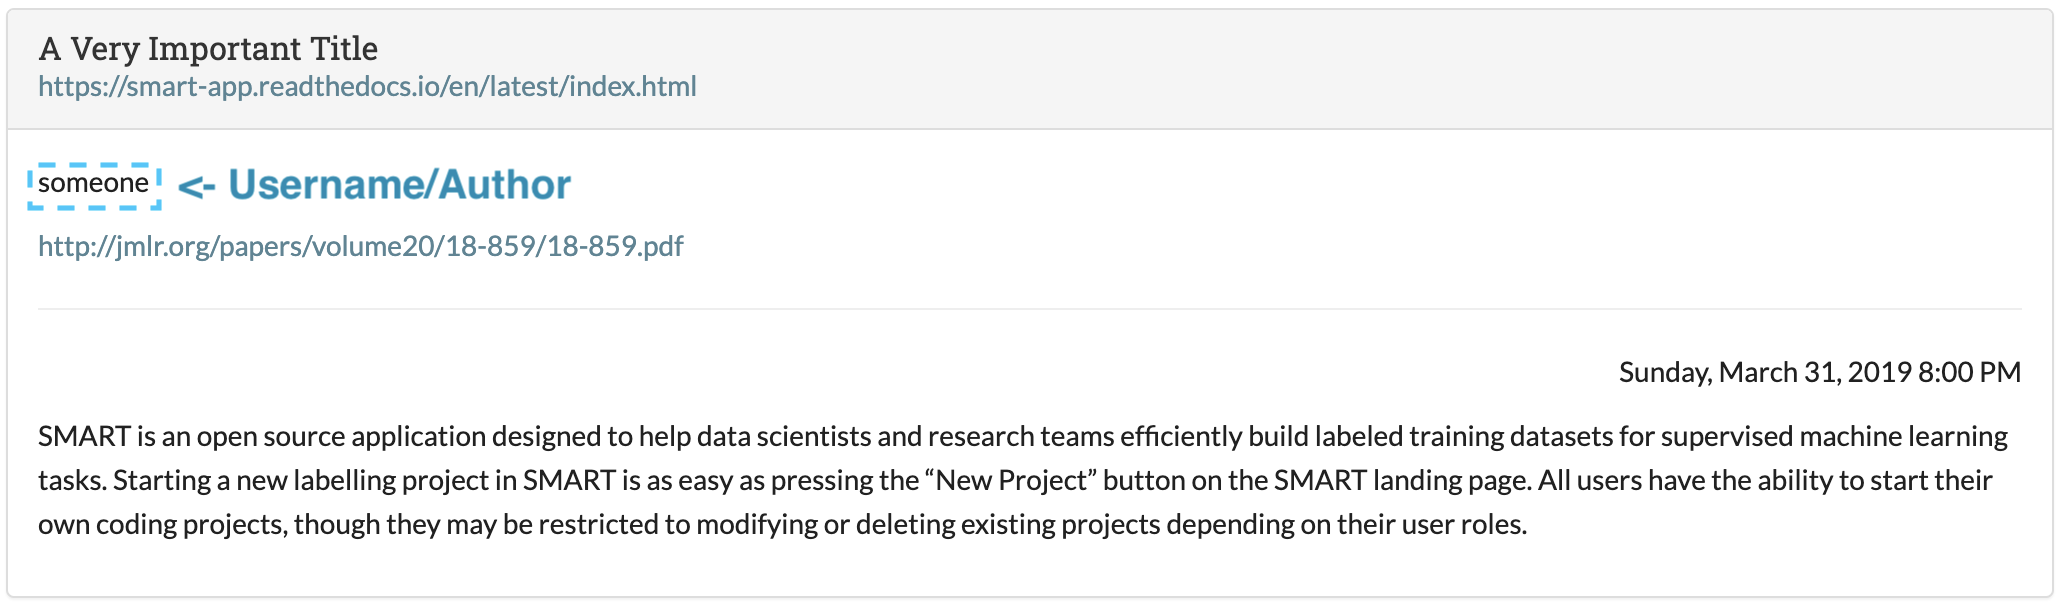 A Very Important Title
https://smart-app.readthedocs.io/en/latest/index.html
someone <- Username/Author
http://jmlr.org/papers/volume20/18-859/18-859.pdf
Sunday, March 31, 2019 8:00 PM
SMART is an open source application designed to help data scientists and research teams efficiently build labeled training datasets for supervised machine learning
tasks. Starting a new labelling project in SMART is as easy as pressing the “New Project” button on the SMART landing page. All users have the ability to start their
own coding projects, though they may be restricted to modifying or deleting existing projects depending on their user roles.